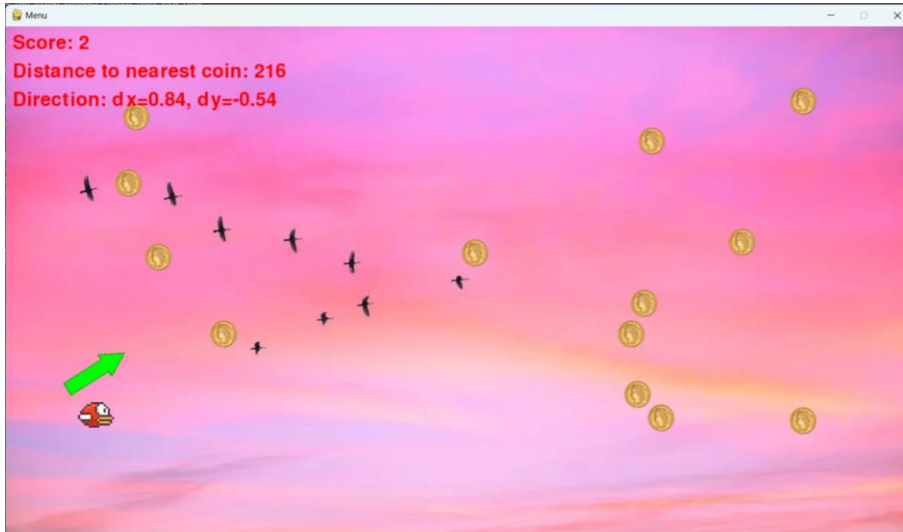 Menu
Score: 2
Distance to nearest coin: 216
Direction: dx=0.84, dy=-0.54